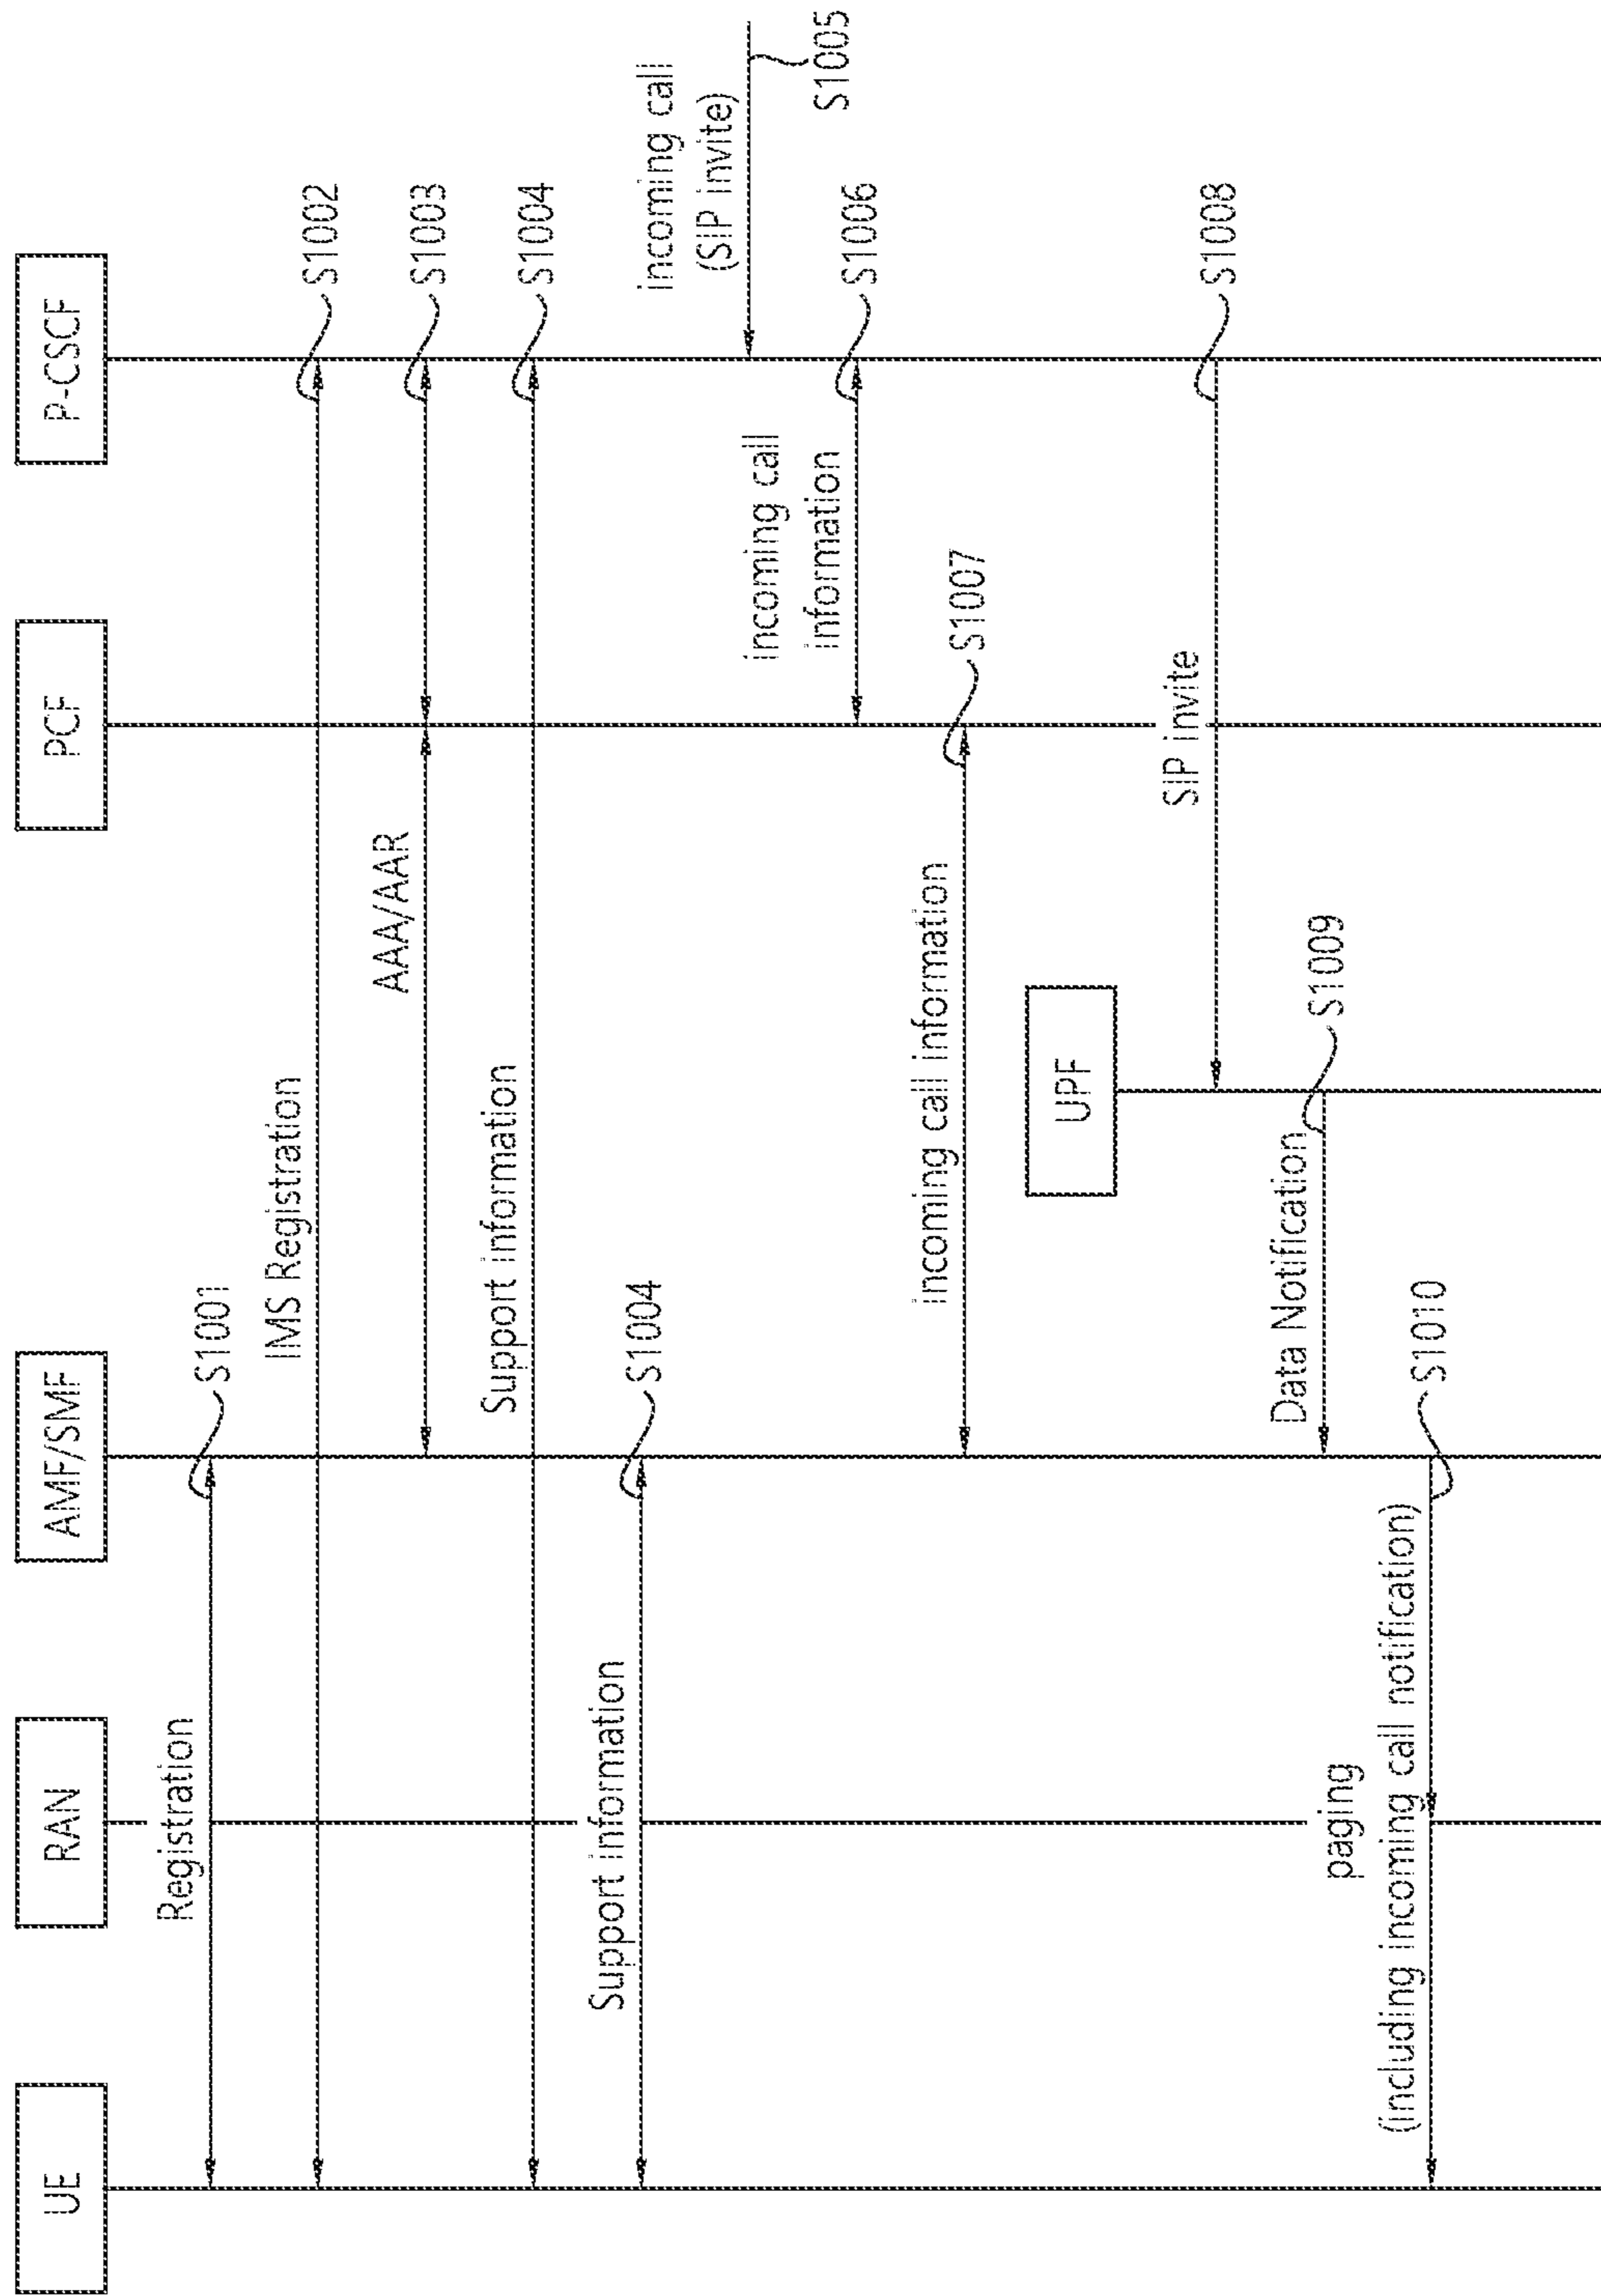 UE
RAN
AMF/SMF
PCF
P-CSCF
Registration
S1001
IMS Registration
S1002
AAA/AAR
S1003
Support information
S1004
Support information
S1004
incoming call
(SIP invite)
S1005
incoming call
information
S1006
incoming call information
S1007
UPF
SIP invite
S1008
Data Notification
S1009
paging
(including incoming call notification)
S1010